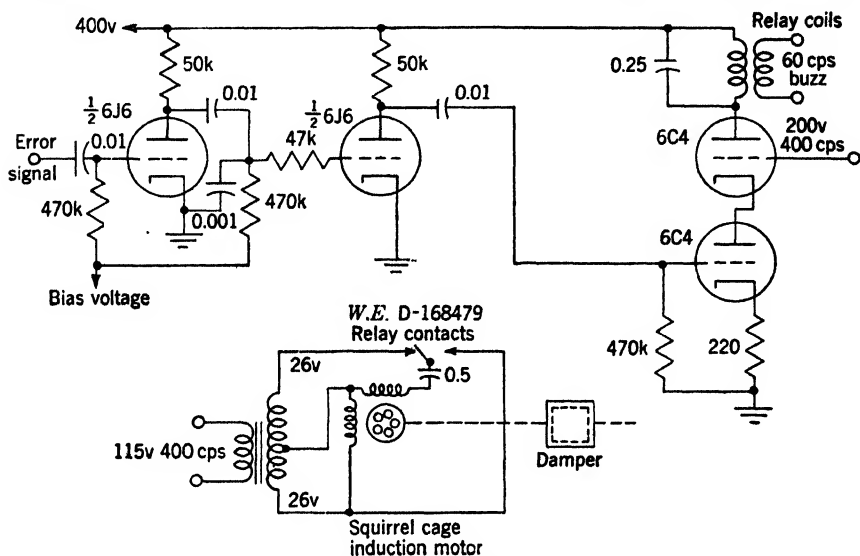 400v
Relay coils
50k
50k
0.25
60 cps
buzz
0.01
0.01
½ 6J6
½ 6J6
0.01
47k
6C4
200v
400 cps
Error
signal
470k
0.001
470k
6C4
Bias voltage
W.E. D-168479
Relay contacts
26v
0.5
470k
220
115v 400 cps
Damper
26v
Squirrel cage
induction motor